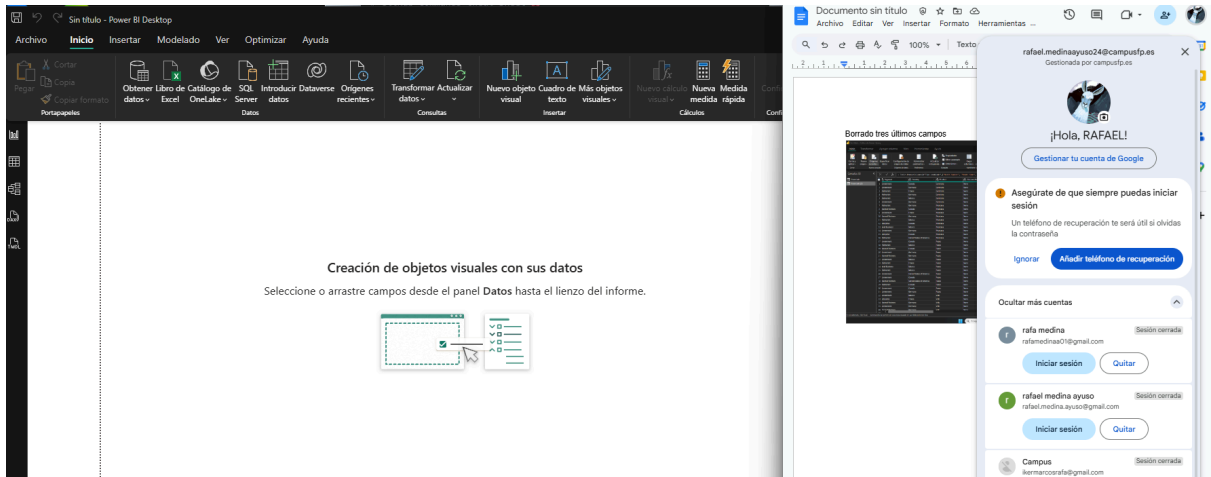 Sin título - Power BI Desktop
Archivo Inicio Insertar Modelado Ver Optimizar Ayuda
Pegar
Cortar
Copia
Copiar formato
Portapapeles
Obtener datos
Libro de Excel
Catálogo de OneLake
SQL Server
Introducir datos
Dataverse
Orígenes recientes
Datos
Transformar datos
Actualizar
Consultas
Nuevo objeto visual
Cuadro de texto
Más objetos visuales
Insertar
Nuevo cálculo visual
Nueva medida
Medida rápida
Cálculos
Creación de objetos visuales con sus datos
Seleccione o arrastre campos desde el panel Datos hasta el lienzo del informe.
Documento sin título
Archivo Editar Ver Insertar Formato Herramientas ...
100% Texto
2 1 1 2 3 4 5 6
Borrado tres últimos campos
rafael.medinaayuso24@campusfp.es
Gestionada por campusfp.es
¡Hola, RAFAEL!
Gestionar tu cuenta de Google
Asegúrate de que siempre puedas iniciar
sesión
Un teléfono de recuperación te será útil si olvidas
la contraseña
Ignorar Añadir teléfono de recuperación
Ocultar más cuentas
r
rafa medina Sesión cerrada
rafamedinaa01@gmail.com
Iniciar sesión Quitar
r
rafael medina ayuso Sesión cerrada
rafael.medina.ayuso@gmail.com
Iniciar sesión Quitar
Campus Sesión cerrada
ikermarcosrafa@gmail.com